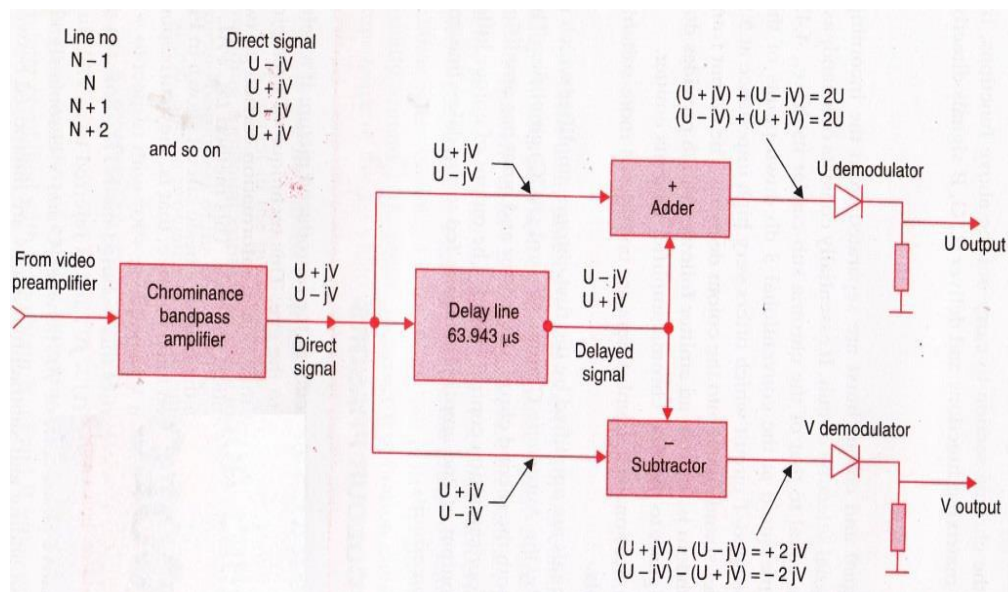 Line no
N – 1
N
N + 1
N + 2
Direct signal
U – jV
U + jV
U – jV
U + jV
and so on
From video
preamplifier
Chrominance
bandpass
amplifier
U + jV
U – jV
Direct
signal
U + jV
U – jV
Delay line
63.943 μs
U – jV
U + jV
Delayed
signal
+
Adder
(U + jV) + (U – jV) = 2U
(U – jV) + (U + jV) = 2U
U demodulator
U output
U + jV
U – jV
–
Subtractor
V demodulator
V output
(U + jV) – (U – jV) = + 2 jV
(U – jV) – (U + jV) = – 2 jV